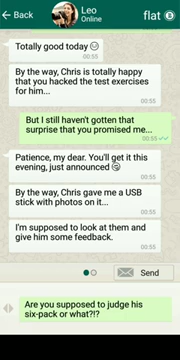 Back
Leo
Online
flat
Totally good today
00:55
By the way, Chris is totally happy
that you hacked the test exercises
for him...
00:55
But I still haven't gotten that
surprise that you promised me...
00:55
Patience, my dear. You'll get it this
evening, just announced
00:55
By the way, Chris gave me a USB
stick with photos on it...
00:55
I'm supposed to look at them and
give him some feedback.
00:55
Send
Are you supposed to judge his
six-pack or what?!?